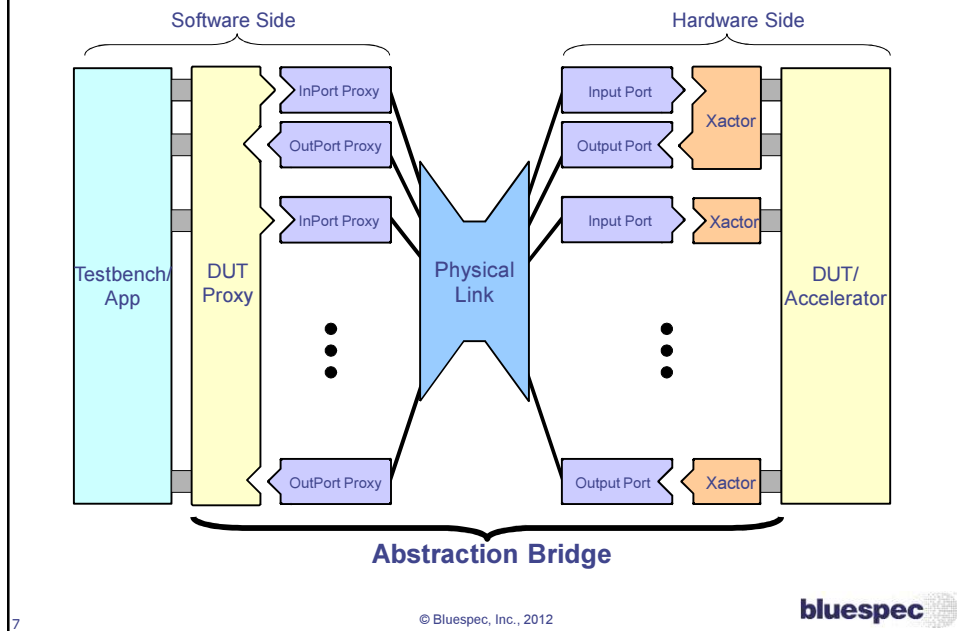 Software Side
Hardware Side
InPort Proxy
Input Port
Xactor
OutPort Proxy
Output Port
InPort Proxy
Input Port
Xactor
Testbench/
App
DUT
Proxy
Physical
Link
DUT/
Accelerator
OutPort Proxy
Output Port
Xactor
Abstraction Bridge
7
© Bluespec, Inc., 2012
bluespec